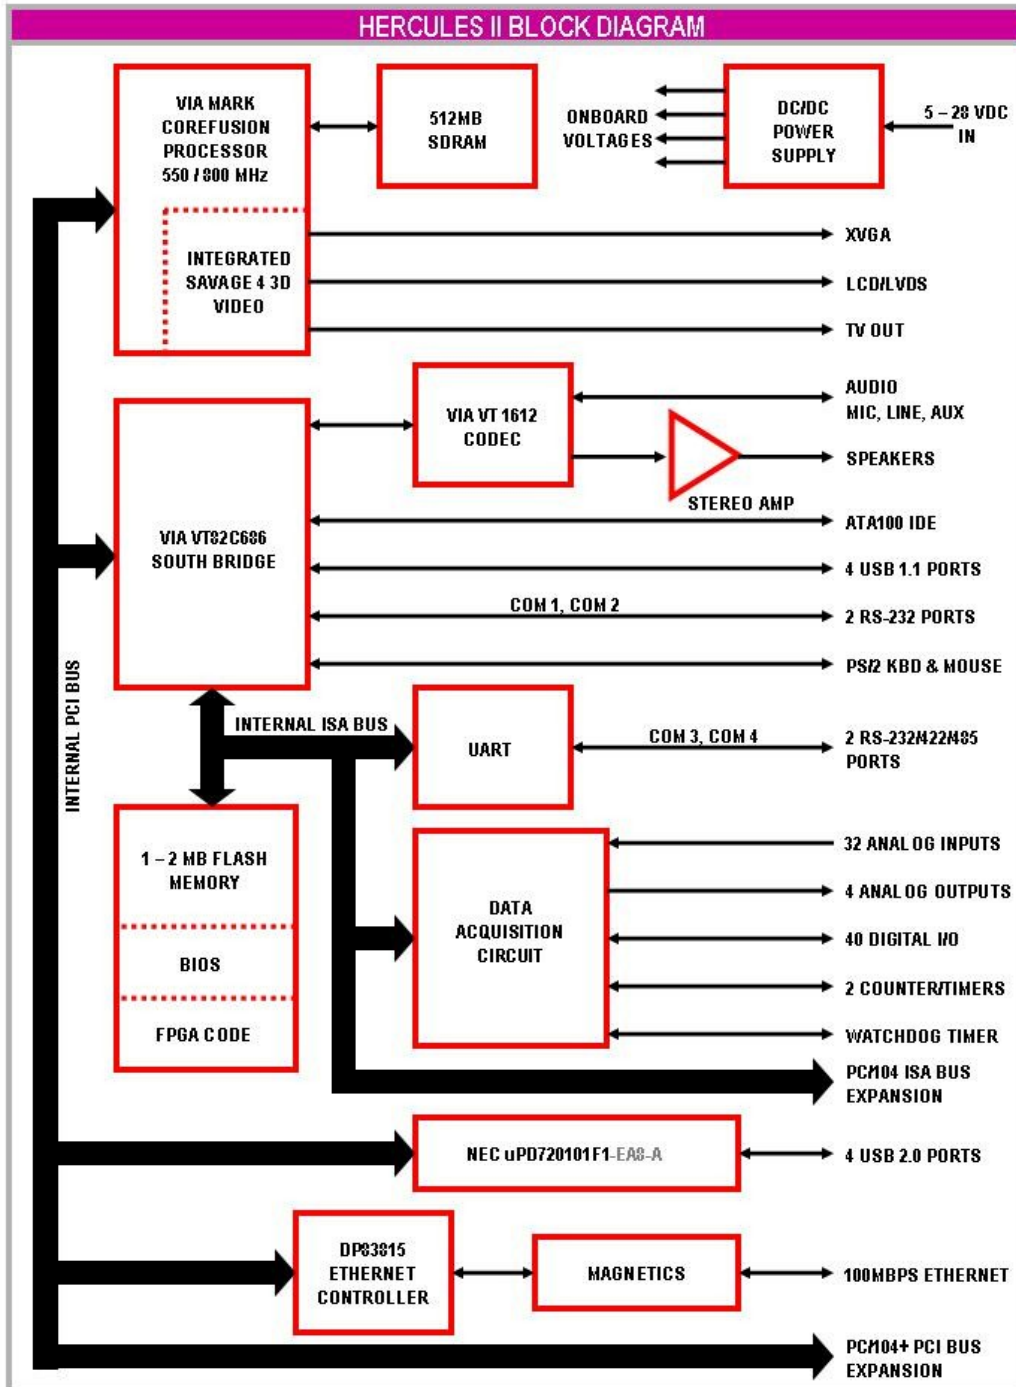 HERCULES II BLOCK DIAGRAM
VIA MARK
COREFUSION
PROCESSOR
550 / 800 MHz
512MB
SDRAM
ONBOARD
VOLTAGES
DC/DC
POWER
SUPPLY
5 – 28 VDC
IN
INTEGRATED
SAVAGE 4 3D
VIDEO
XVGA
LCD/LVDS
TV OUT
VIA VT 1612
CODEC
AUDIO
MIC, LINE, AUX
SPEAKERS
STEREO AMP
VIA VT82C686
SOUTH BRIDGE
ATA100 IDE
4 USB 1.1 PORTS
COM 1, COM 2
2 RS-232 PORTS
PS/2 KBD & MOUSE
INTERNAL PCI BUS
INTERNAL ISA BUS
UART
COM 3, COM 4
2 RS-232/422/485
PORTS
1 – 2 MB FLASH
MEMORY
BIOS
FPGA CODE
DATA
ACQUISITION
CIRCUIT
32 ANALOG INPUTS
4 ANALOG OUTPUTS
40 DIGITAL I/O
2 COUNTER/TIMERS
WATCHDOG TIMER
PC/104 ISA BUS
EXPANSION
NEC uPD720101F1-EA8-A
4 USB 2.0 PORTS
DP83815
ETHERNET
CONTROLLER
MAGNETICS
100MBPS ETHERNET
PC/104+ PCI BUS
EXPANSION